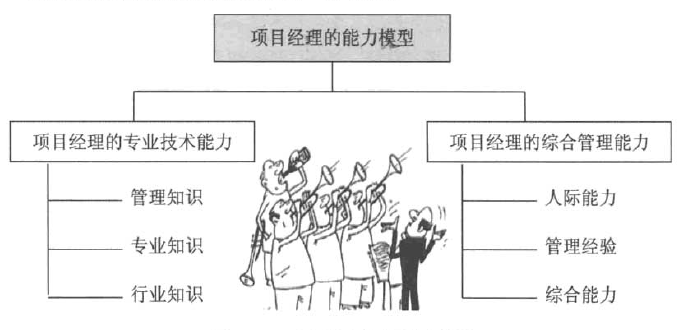 项目经理的能力模型
项目经理的专业技术能力
管理知识
专业知识
行业知识
项目经理的综合管理能力
人际能力
管理经验
综合能力